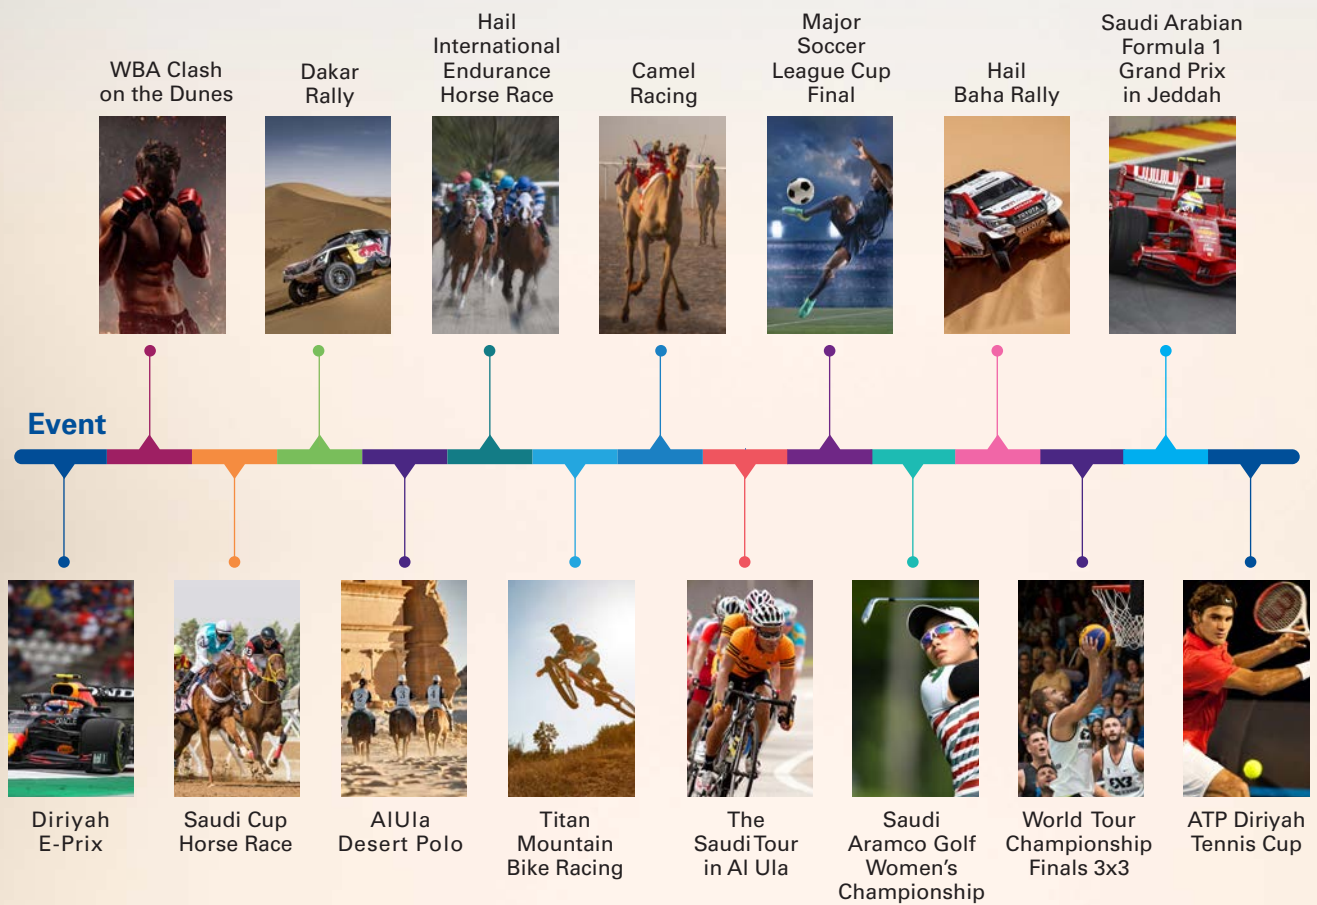 WBA Clash
on the Dunes
Dakar
Rally
Hail
International
Endurance
Horse Race
Camel
Racing
Major
Soccer
League Cup
Final
Hail
Baha Rally
Saudi Arabian
Formula 1
Grand Prix
in Jeddah
TOYOTA
Event
ORACLE
3
W
Diriyah
E-Prix
Saudi Cup
Horse Race
AlUla
Desert Polo
Titan
Mountain
Bike Racing
The
Saudi Tour
in Al Ula
Saudi
Aramco Golf
Women's
Championship
World Tour
Championship
Finals 3x3
ATP Diriyah
Tennis Cup